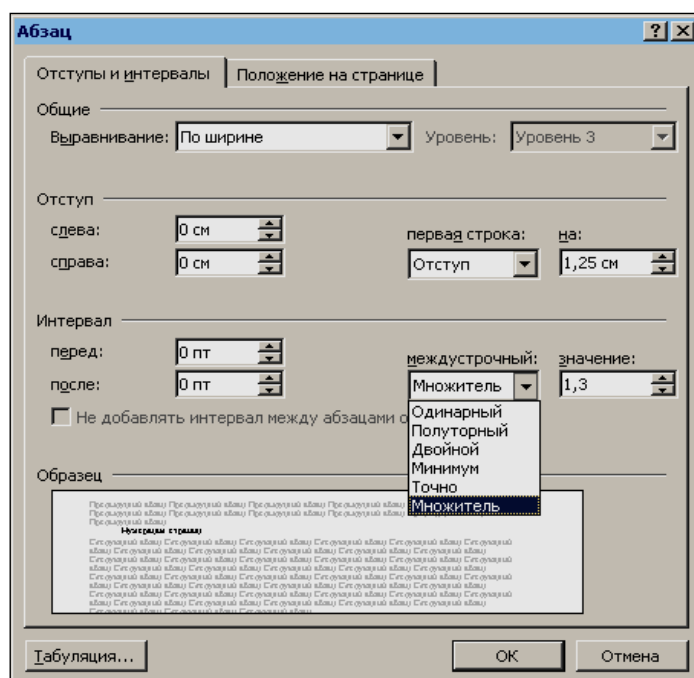 Абзац
Отступы и интервалы Положение на странице
Общие
Выравнивание: По ширине Уровень: Уровень 3
Отступ
слева: 0 см первая строка: на:
справа: 0 см Отступ 1,25 см
Интервал
перед: 0 пт междустрочный: значение:
после: 0 пт Множитель 1,3
Не добавлять интервал между абзацами о
Одинарный
Полуторный
Двойной
Минимум
Точно
Множитель
Образец
Нумерация страниц
Табуляция... ОК Отмена